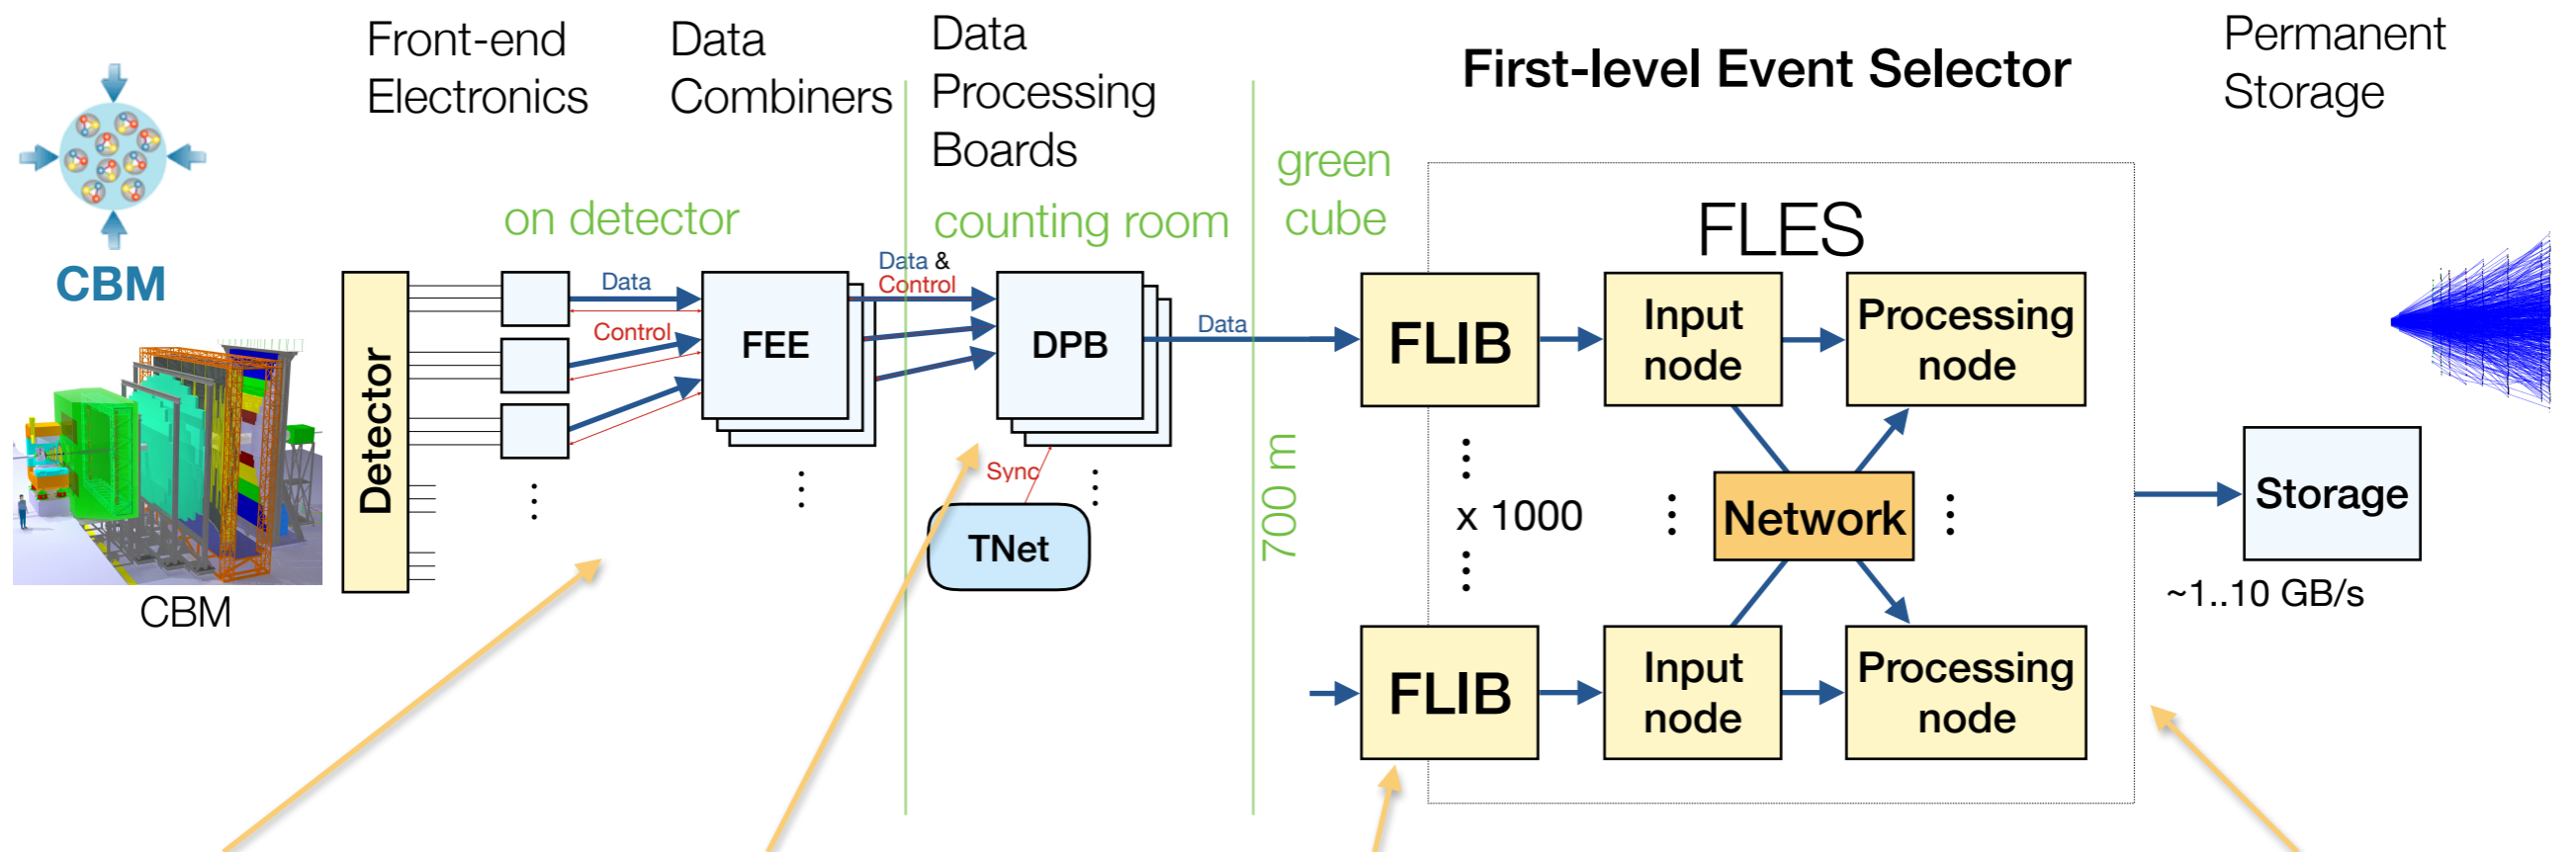 Front-end
Electronics
Data
Combiners
Data
Processing
Boards
First-level Event Selector
Permanent
Storage
on detector
counting room
green
cube
700 m
CBM
CBM
Detector
Data
Control
FEE
Data &
Control
DPB
Sync
TNet
Data
FLES
FLIB
Input
node
Processing
node
x 1000
Network
FLIB
Input
node
Processing
node
Storage
~1..10 GB/s